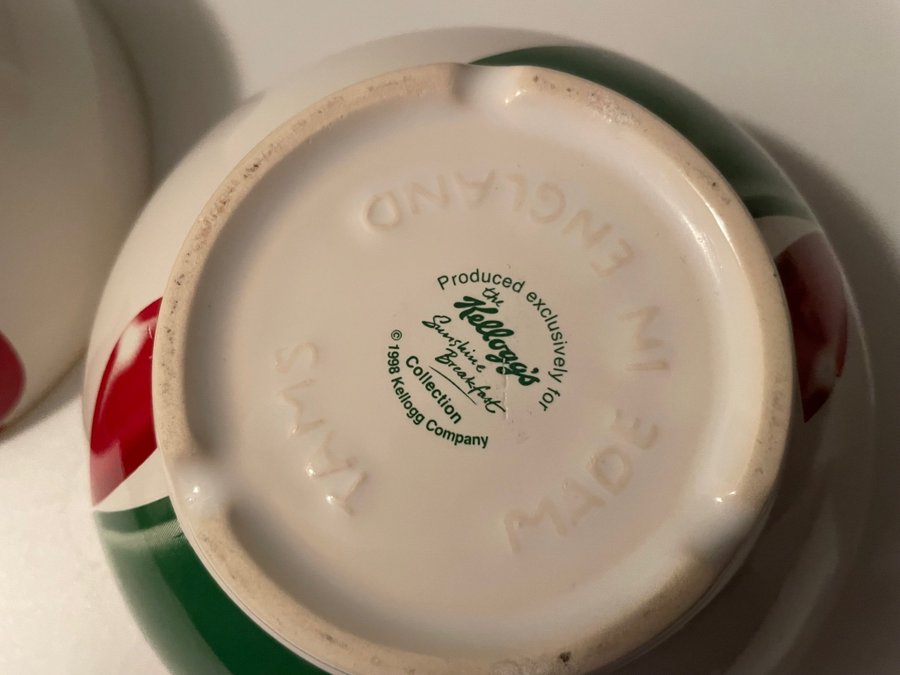 Produced exclusively for
the
Kellogg's
Sunshine
Breakfast
Collection
© 1998 Kellogg Company
TAMS
MADE IN ENGLAND